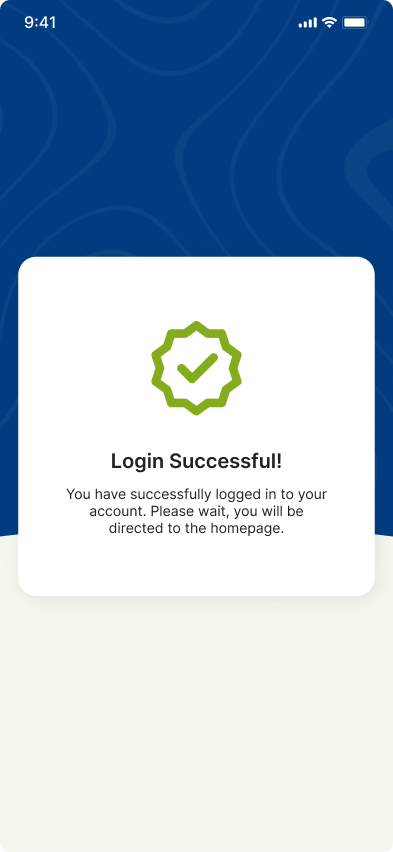 9:41
Login Successful!
You have successfully logged in to your
account. Please wait, you will be
directed to the homepage.